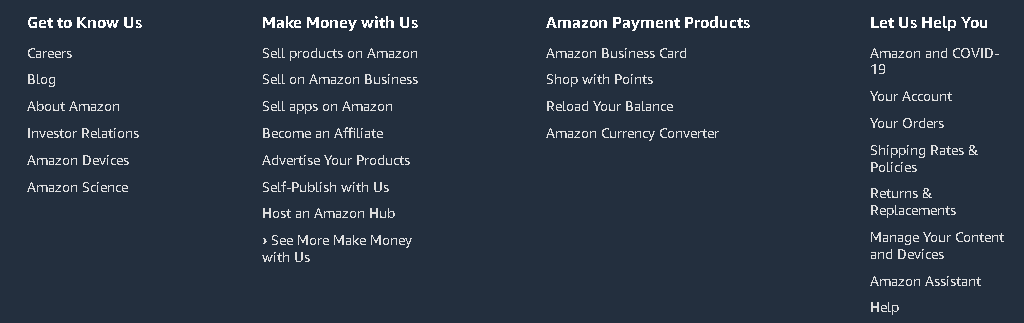 Get to Know Us
Careers
Blog
About Amazon
Investor Relations
Amazon Devices
Amazon Science
Make Money with Us
Sell products on Amazon
Sell on Amazon Business
Sell apps on Amazon
Become an Affiliate
Advertise Your Products
Self-Publish with Us
Host an Amazon Hub
› See More Make Money
with Us
Amazon Payment Products
Amazon Business Card
Shop with Points
Reload Your Balance
Amazon Currency Converter
Let Us Help You
Amazon and COVID-
19
Your Account
Your Orders
Shipping Rates &
Policies
Returns &
Replacements
Manage Your Content
and Devices
Amazon Assistant
Help